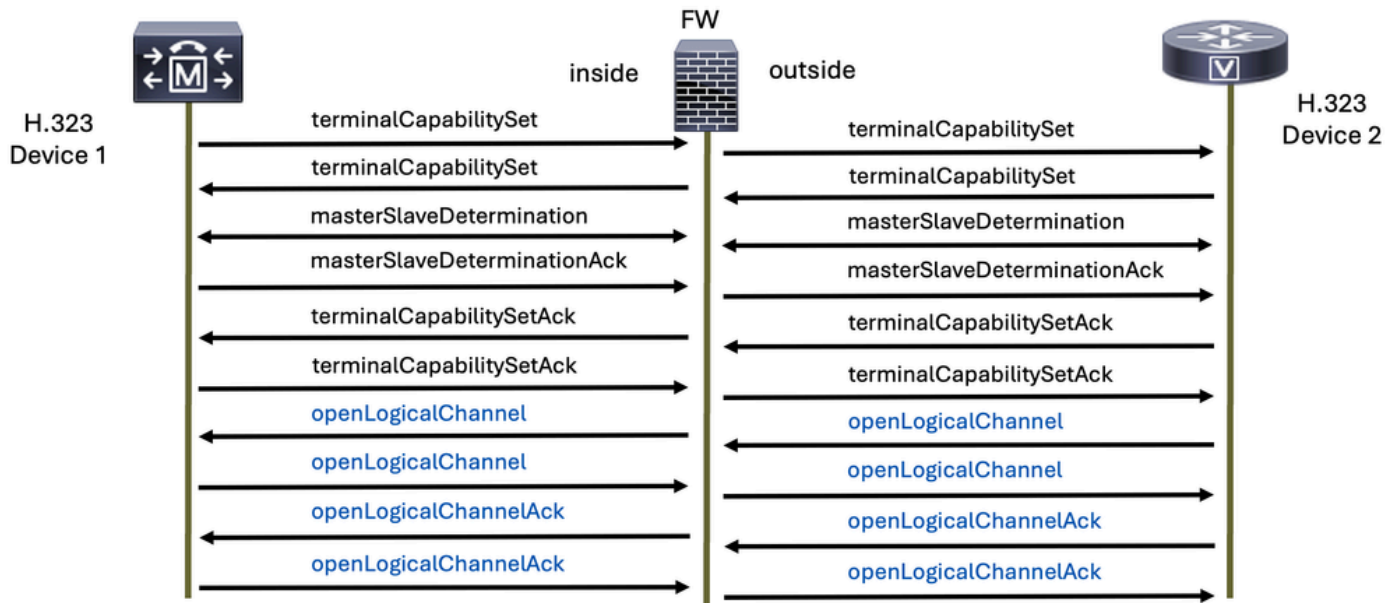 FW
M
inside
outside
V
H.323
Device 1
H.323
Device 2
terminalCapabilitySet
terminalCapabilitySet
terminalCapabilitySet
terminalCapabilitySet
masterSlaveDetermination
masterSlaveDetermination
masterSlaveDeterminationAck
masterSlaveDeterminationAck
terminalCapabilitySetAck
terminalCapabilitySetAck
terminalCapabilitySetAck
terminalCapabilitySetAck
openLogicalChannel
openLogicalChannel
openLogicalChannel
openLogicalChannel
openLogicalChannelAck
openLogicalChannelAck
openLogicalChannelAck
openLogicalChannelAck